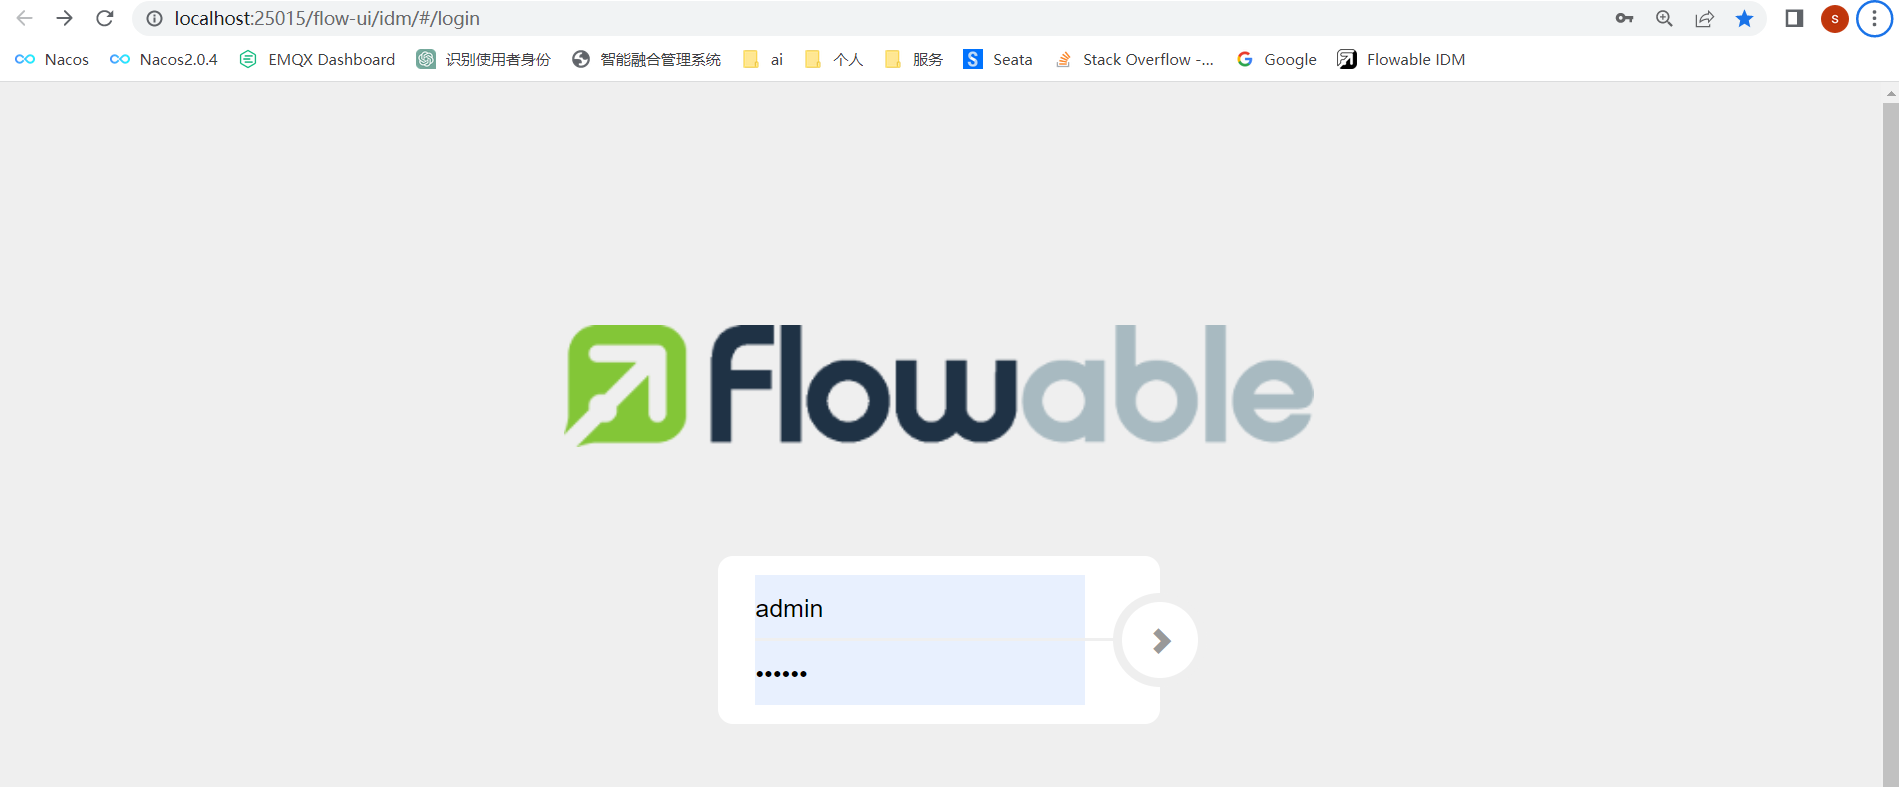 localhost:25015/flow-ui/idm/#/login
s
Nacos Nacos2.0.4 EMQX Dashboard 识别使用者身份 智能融合管理系统 ai 个人 服务 S Seata Stack Overflow -... G Google Flowable IDM
flowable
admin
••••••